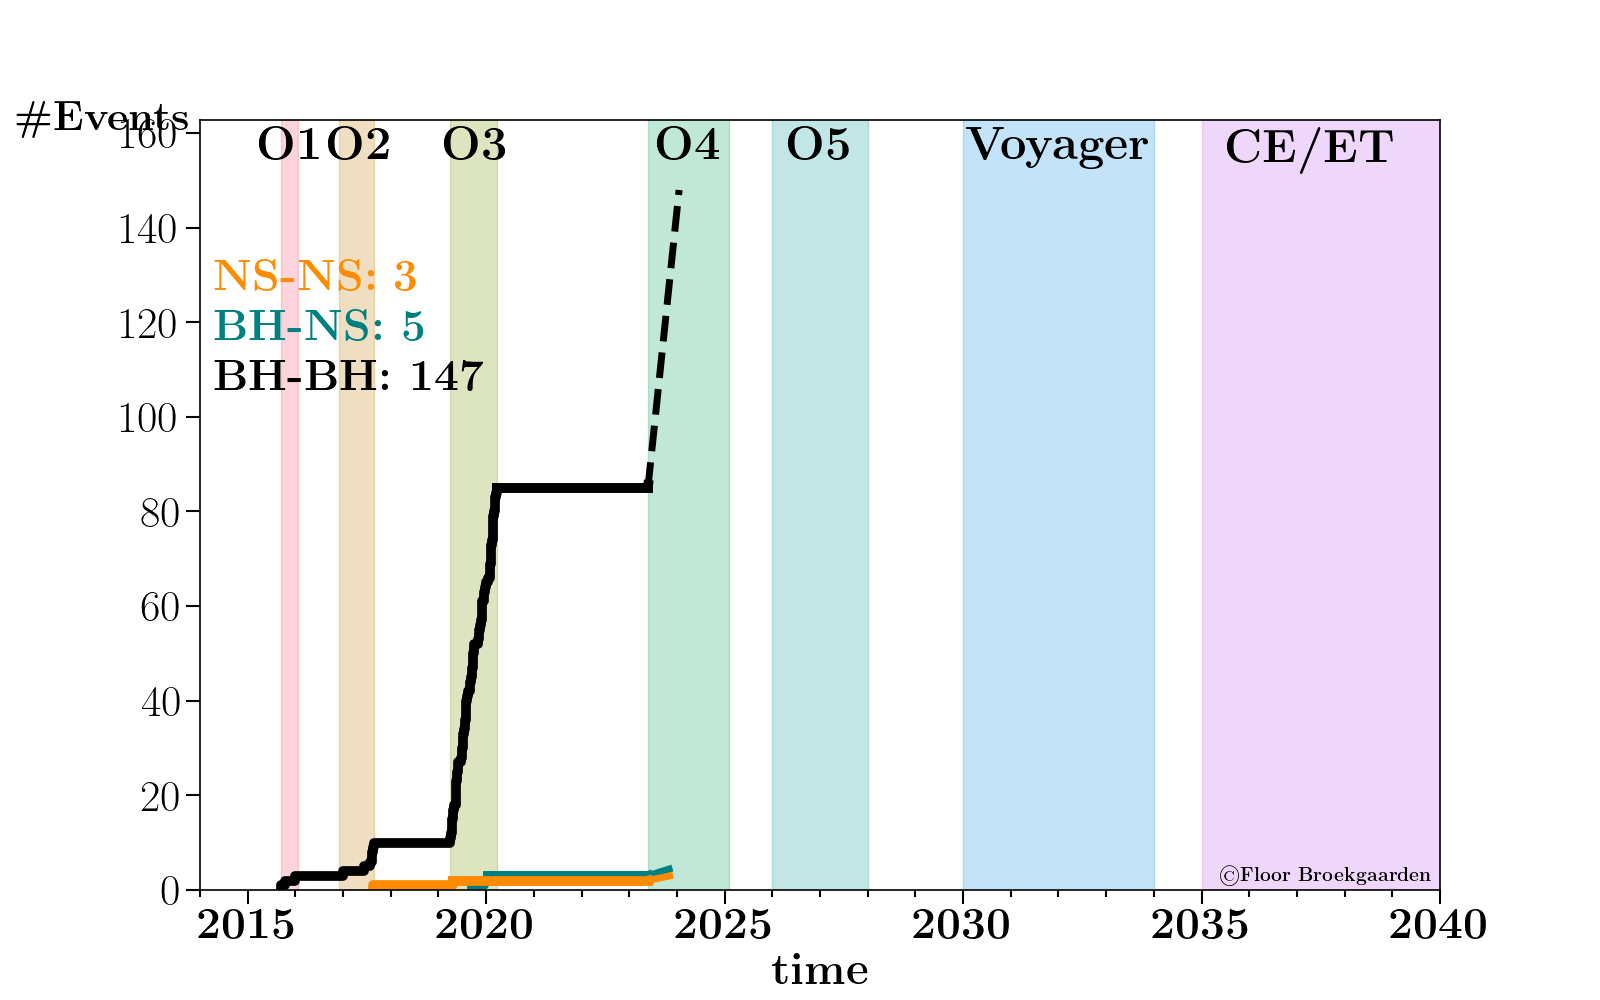 #Events
O1 O2 O3 O4 O5 Voyager CE/ET
160
140
NS-NS: 3
120
BH-NS: 5
BH-BH: 147
100
80
60
40
20
0
©Floor Broekgaarden
2015 2020 2025 2030 2035 2040
time